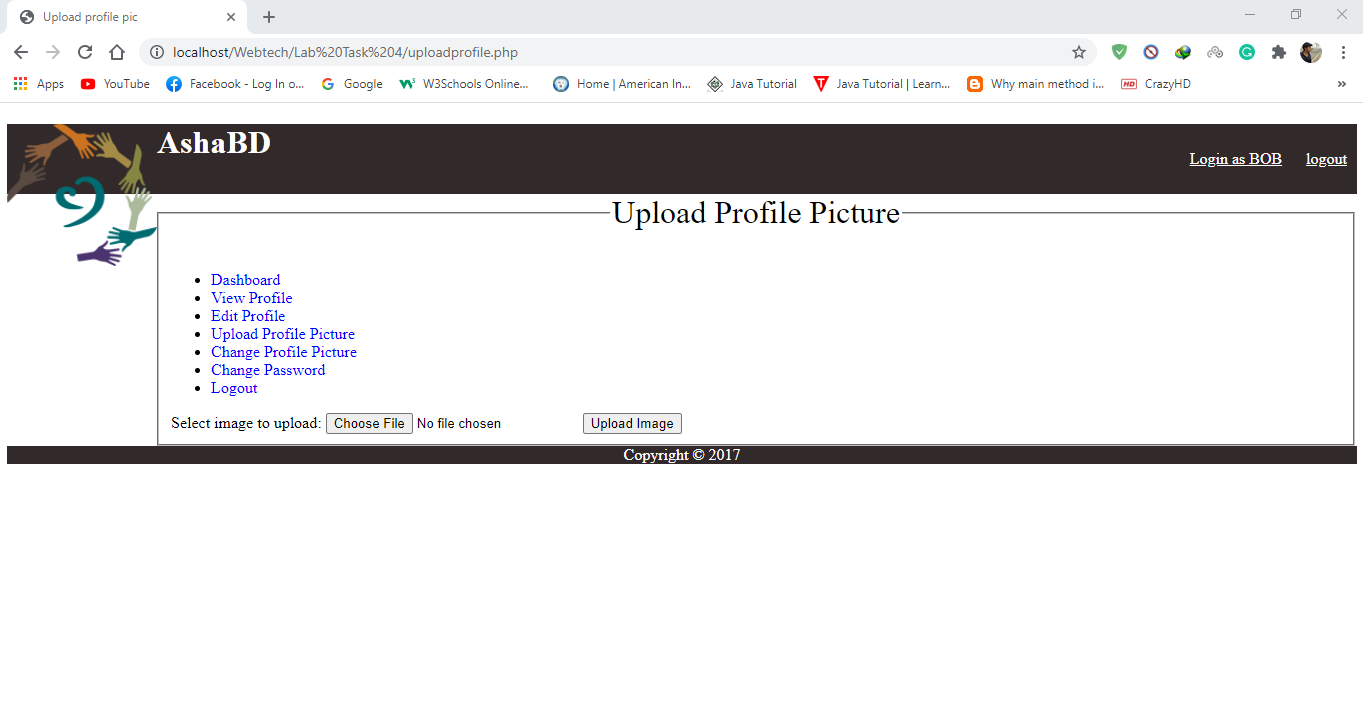 Upload profile pic
localhost/Webtech/Lab%20Task%204/uploadprofile.php
Apps YouTube Facebook - Log In o... Google W3Schools Online... Home | American In... Java Tutorial Java Tutorial | Learn... Why main method i... HD CrazyHD »
AshaBD
Login as BOB logout
Upload Profile Picture
Dashboard
View Profile
Edit Profile
Upload Profile Picture
Change Profile Picture
Change Password
Logout
Select image to upload: Choose File No file chosen Upload Image
Copyright © 2017